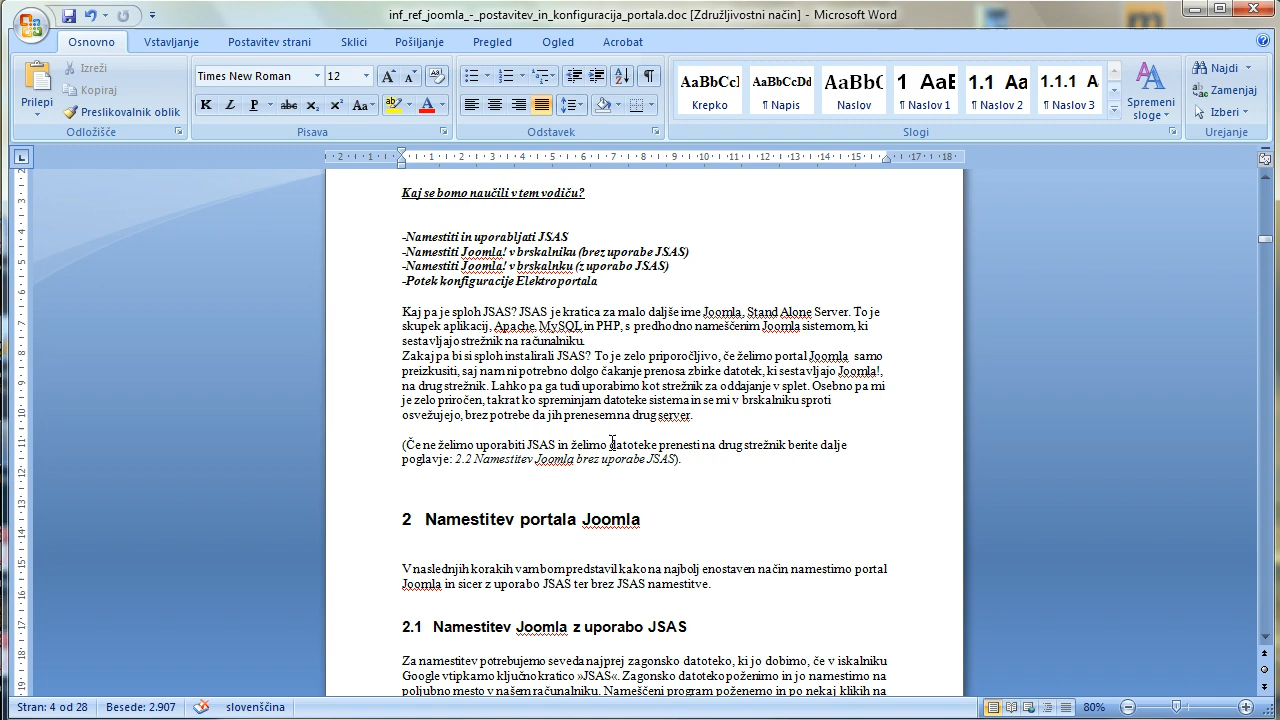 inf_ref_joomla_-_postavitev_in_konfiguracija_portala.doc [Združljivostni način] - Microsoft Word
Osnovno Vstavljanje Postavitev strani Sklici Pošiljanje Pregled Ogled Acrobat
Prilepi
Izreži
Kopiraj
Preslikovalnik oblik
Odložišče
Times New Roman 12
K L P abc x₂ x² Aa
Pisava
Odstavek
AaBbCcI AaBbCcDd AaBb( 1 AaE 1.1 Aa 1.1.1 A
Krepko ¶ Napis Naslov ¶ Naslov 1 ¶ Naslov 2 ¶ Naslov 3
Spremeni sloge
Slogi
Najdi
Zamenjaj
Izberi
Urejanje
Kaj se bomo naučili v tem vodiču?
-Namestiti in uporabljati JSAS
-Namestiti Joomla! v brskalniku (brez uporabe JSAS)
-Namestiti Joomla! v brskalnku (z uporabo JSAS)
-Potek konfiguracije Elektroportala
Kaj pa je sploh JSAS? JSAS je kratica za malo daljše ime Joomla, Stand Alone Server. To je
skupek aplikacij, Apache, MySQL in PHP, s predhodno nameščenim Joomla sistemom, ki
sestavljajo strežnik na računalniku.
Zakaj pa bi si sploh instalirali JSAS? To je zelo priporočljivo, če želimo portal Joomla samo
preizkusiti, saj nam ni potrebno dolgo čakanje prenosa zbirke datotek, ki sestavljajo Joomla!,
na drug strežnik. Lahko pa ga tudi uporabimo kot strežnik za oddajanje v splet. Osebno pa mi
je zelo priročen, takrat ko spreminjam datoteke sistema in se mi v brskalniku sproti
osvežujejo, brez potrebe da jih prenesem na drug server.
(Če ne želimo uporabiti JSAS in želimo datoteke prenesti na drug strežnik berite dalje
poglavje: 2.2 Namestitev Joomla brez uporabe JSAS).
2 Namestitev portala Joomla
V naslednjih korakih vam bom predstavil kako na najbolj enostaven način namestimo portal
Joomla in sicer z uporabo JSAS ter brez JSAS namestitve.
2.1 Namestitev Joomla z uporabo JSAS
Za namestitev potrebujemo seveda najprej zagonsko datoteko, ki jo dobimo, če v iskalniku
Google vtipkamo ključno kratico »JSAS«. Zagonsko datoteko poženimo in jo namestimo na
poljubno mesto v našem računalniku. Nameščeni program poženemo in po nekaj klikih na
Stran: 4 od 28 Besede: 2.907 slovenščina 80%